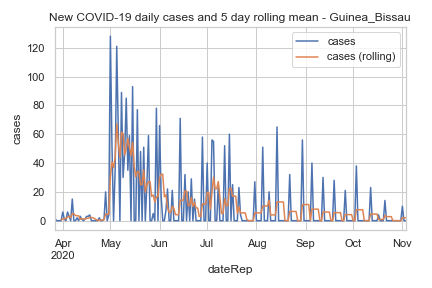 New COVID-19 daily cases and 5 day rolling mean - Guinea_Bissau
cases
cases (rolling)
120
100
80
60
40
20
0
cases
Apr May Jun Jul Aug Sep Oct Nov
2020
dateRep